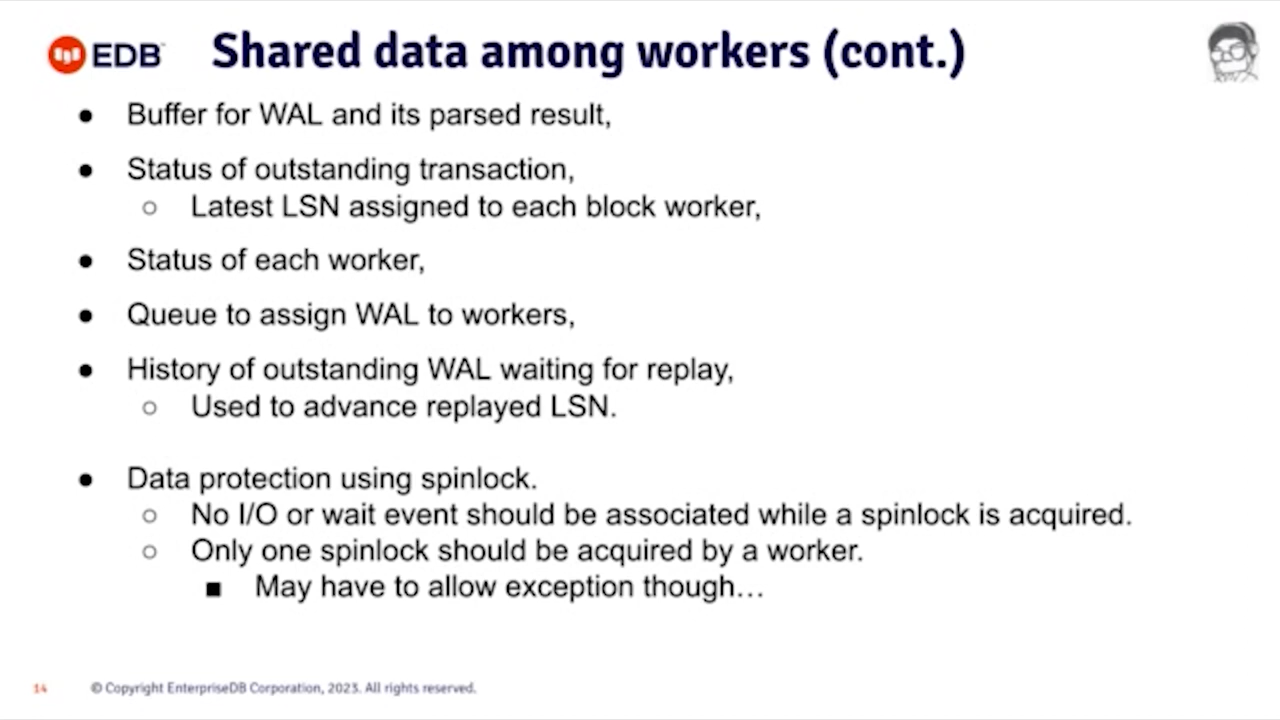 EDB
Shared data among workers (cont.)
● Buffer for WAL and its parsed result,
● Status of outstanding transaction,
○ Latest LSN assigned to each block worker,
● Status of each worker,
● Queue to assign WAL to workers,
● History of outstanding WAL waiting for replay,
○ Used to advance replayed LSN.
● Data protection using spinlock.
○ No I/O or wait event should be associated while a spinlock is acquired.
○ Only one spinlock should be acquired by a worker.
■ May have to allow exception though…
14 © Copyright EnterpriseDB Corporation, 2023. All rights reserved.